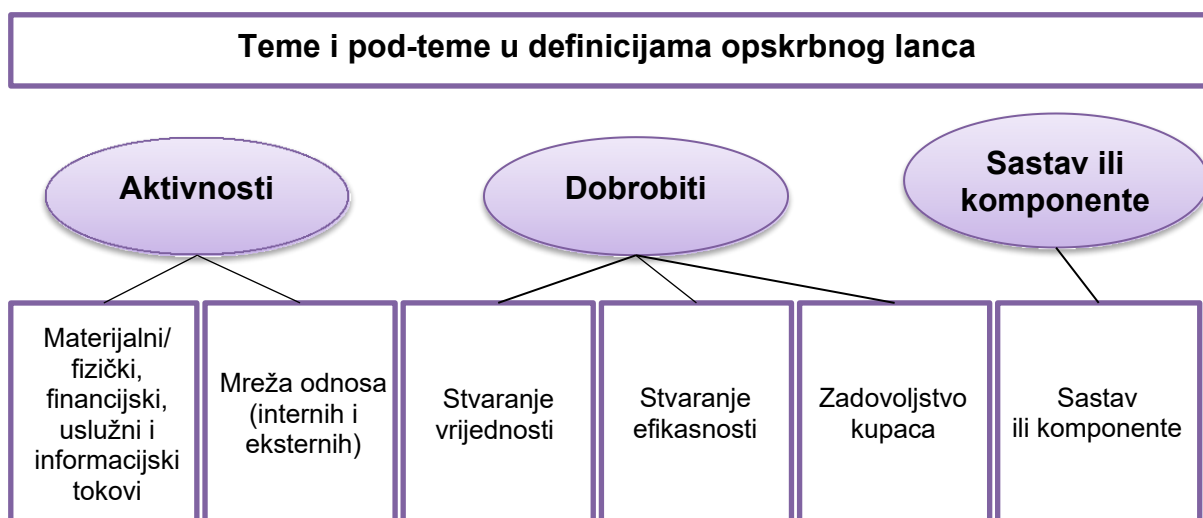 Teme i pod-teme u definicijama opskrbnog lanca
Aktivnosti
Dobrobiti
Sastav ili
komponente
Materijalni/
fizički,
financijski,
uslužni i
informacijski
tokovi
Mreža odnosa
(internih i
eksternih)
Stvaranje
vrijednosti
Stvaranje
efikasnosti
Zadovoljstvo
kupaca
Sastav
ili komponente